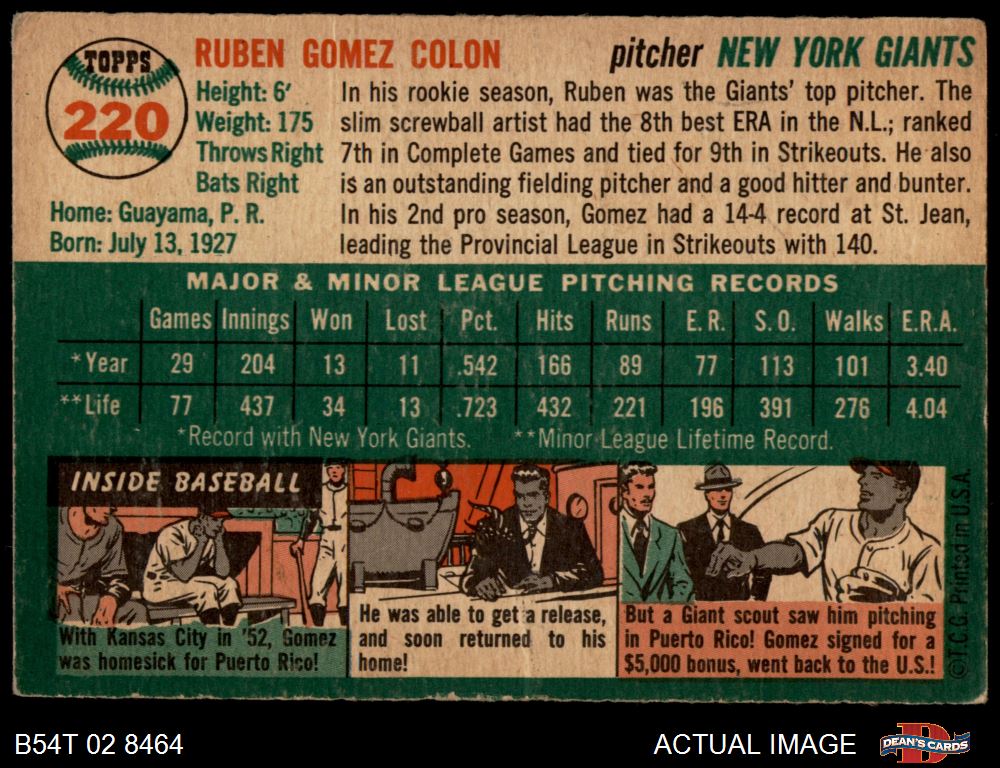 TOPPS
220
RUBEN GOMEZ COLON pitcher NEW YORK GIANTS
Height: 6'
Weight: 175
Throws Right
Bats Right
Home: Guayama, P. R.
Born: July 13, 1927
In his rookie season, Ruben was the Giants' top pitcher. The
slim screwball artist had the 8th best ERA in the N.L.; ranked
7th in Complete Games and tied for 9th in Strikeouts. He also
is an outstanding fielding pitcher and a good hitter and bunter.
In his 2nd pro season, Gomez had a 14-4 record at St. Jean,
leading the Provincial League in Strikeouts with 140.
MAJOR & MINOR LEAGUE PITCHING RECORDS
Games Innings Won Lost Pct. Hits Runs E. R. S. O. Walks E.R.A.
*Year 29 204 13 11 .542 166 89 77 113 101 3.40
**Life 77 437 34 13 .723 432 221 196 391 276 4.04
*Record with New York Giants. **Minor League Lifetime Record.
INSIDE BASEBALL
With Kansas City in '52, Gomez
was homesick for Puerto Rico!
He was able to get a release,
and soon returned to his
home!
But a Giant scout saw him pitching
in Puerto Rico! Gomez signed for a
$5,000 bonus, went back to the U.S.!
©T.C.G. Printed in U.S.A.
B54T 02 8464
ACTUAL IMAGE
DEAN'S CARDS